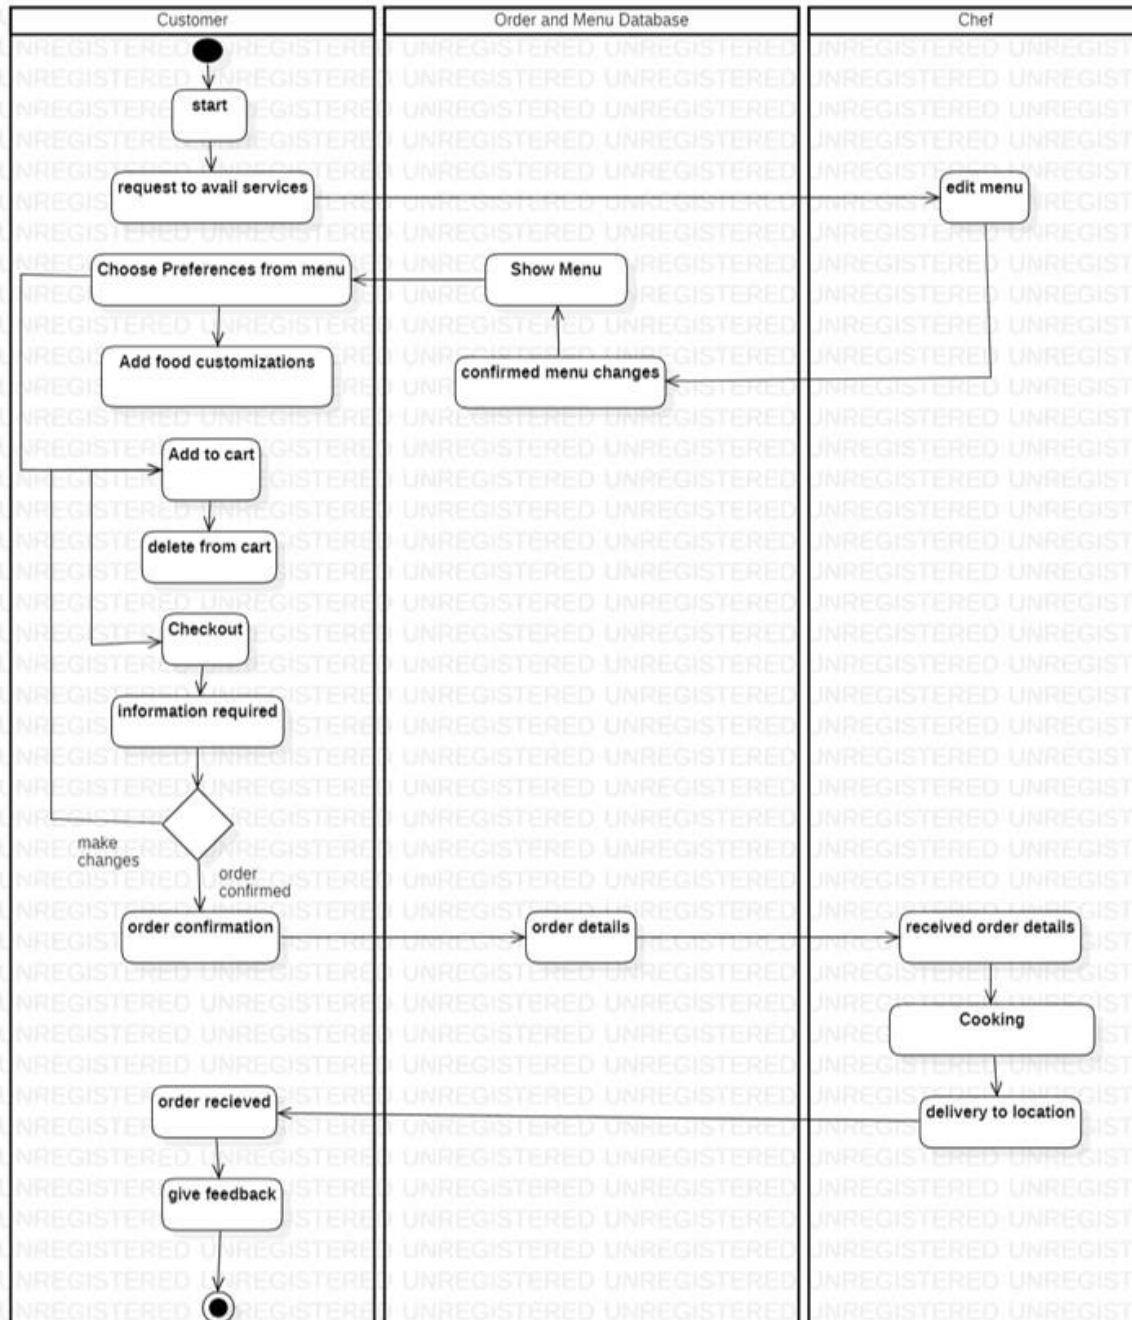 Customer
Order and Menu Database
Chef
start
request to avail services
edit menu
Choose Preferences from menu
Show Menu
Add food customizations
confirmed menu changes
Add to cart
delete from cart
Checkout
information required
make
changes
order
confirmed
order confirmation
order details
received order details
Cooking
order recieved
delivery to location
give feedback
UNREGISTERED